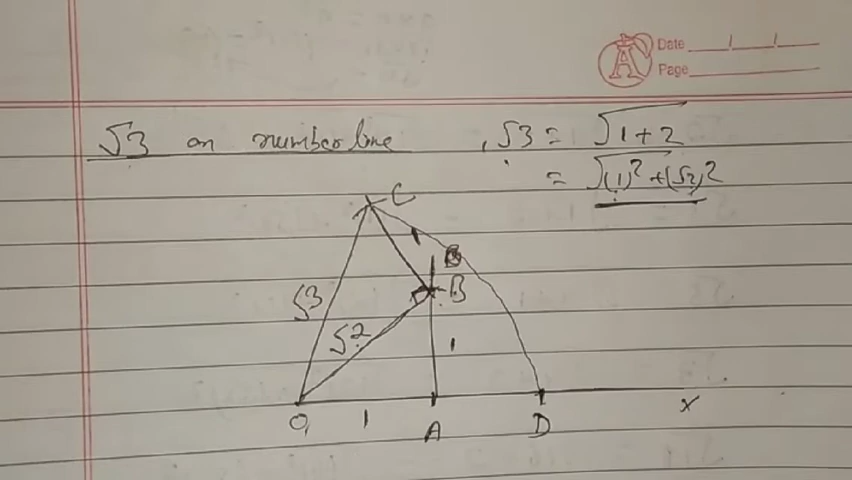 Date
Page
√3 on number line , √3 = √1+2
= √(1)²+(√2)²
C
1
B
√3
√2
1
O 1 A D X